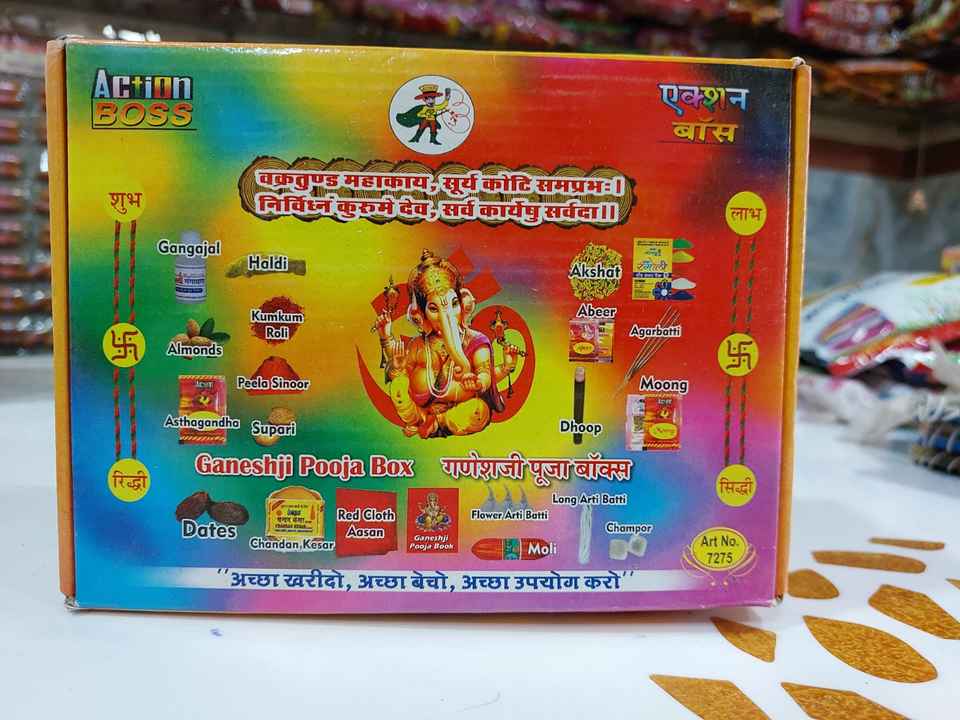 Action
BOSS
एक्शन
बॉस
वक्रतुण्ड महाकाय, सूर्य कोटि समप्रभः।
निर्विघ्नं कुरूमे देव, सर्व कार्येषु सर्वदा।।
शुभ
लाभ
Gangajal
Haldi
Akshat
रंगोली
Kumkum
Roli
Abeer
Agarbatti
Almonds
Peela Sinoor
Moong
Asthagandha
Supari
Dhoop
Ganeshji Pooja Box
गणेशजी पूजा बॉक्स
रिद्धी
सिद्धी
Dates
Chandan Kesar
Red Cloth
Aasan
Ganeshji
Pooja Book
Flower Arti Batti
Long Arti Batti
Moli
Champor
Art No.
7275
"अच्छा खरीदो, अच्छा बेचो, अच्छा उपयोग करो"